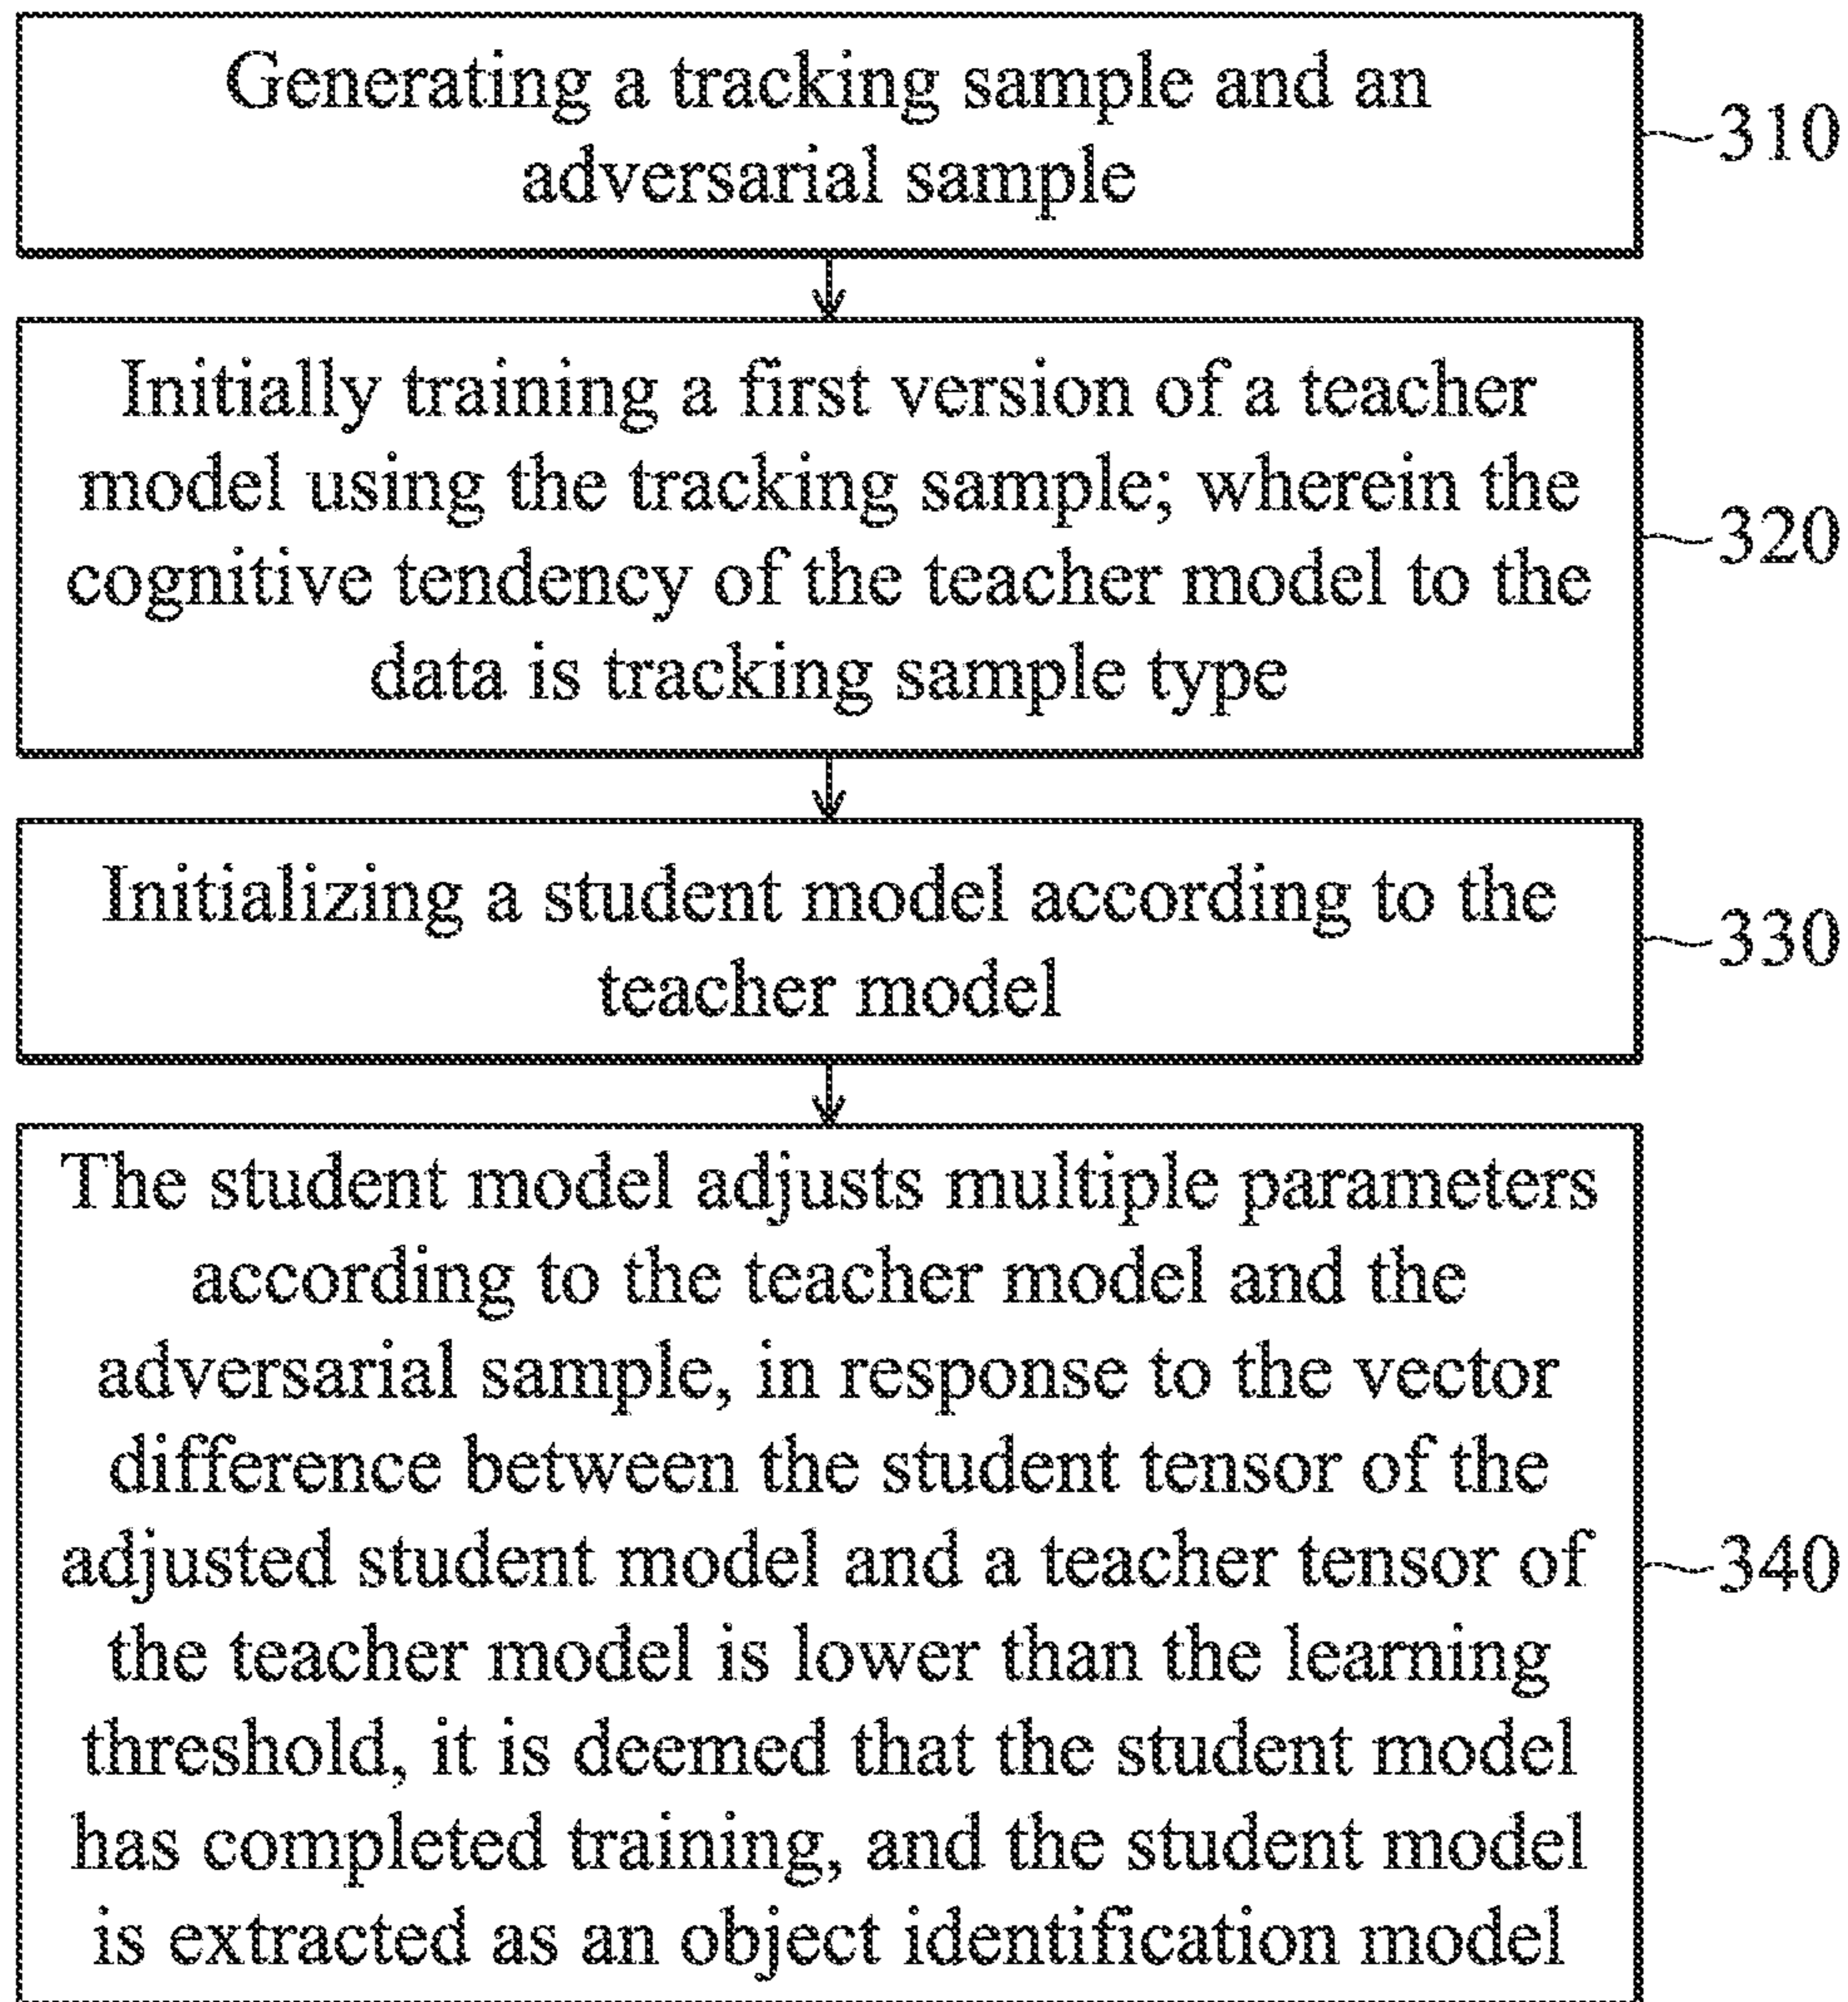 Generating a tracking sample and an
adversarial sample
310
Initially training a first version of a teacher
model using the tracking sample; wherein the
cognitive tendency of the teacher model to the
data is tracking sample type
320
Initializing a student model according to the
teacher model
330
The student model adjusts multiple parameters
according to the teacher model and the
adversarial sample, in response to the vector
difference between the student tensor of the
adjusted student model and a teacher tensor of
the teacher model is lower than the learning
threshold, it is deemed that the student model
has completed training, and the student model
is extracted as an object identification model
340